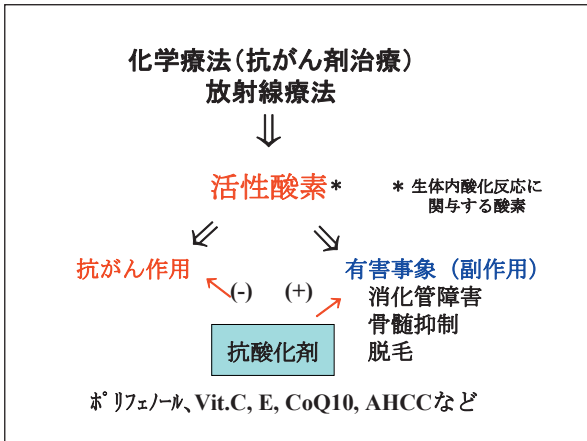 化学療法（抗がん剤治療）
放射線療法
活性酸素*
* 生体内酸化反応に
関与する酸素
抗がん作用
有害事象（副作用）
(-) (+)
消化管障害
骨髄抑制
脱毛
抗酸化剤
ﾎﾟﾘﾌｪﾉｰﾙ、Vit.C, E, CoQ10, AHCCなど